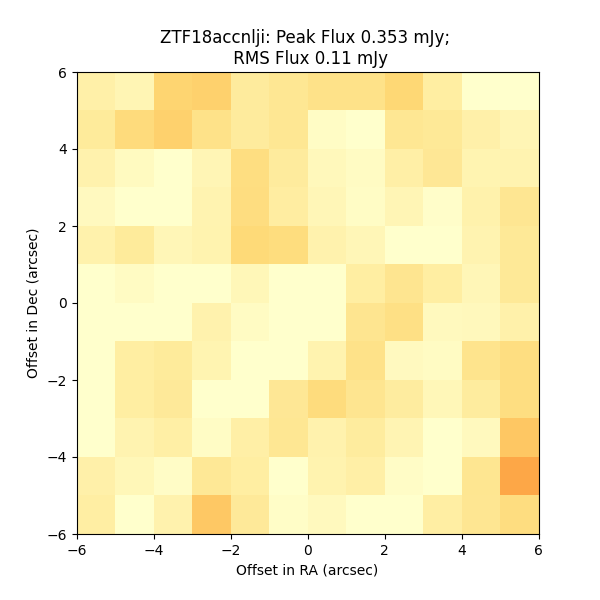 ZTF18accnlji: Peak Flux 0.353 mJy;
RMS Flux 0.11 mJy
6
4
2
0
−2
−4
−6
Offset in Dec (arcsec)
−6 −4 −2 0 2 4 6
Offset in RA (arcsec)